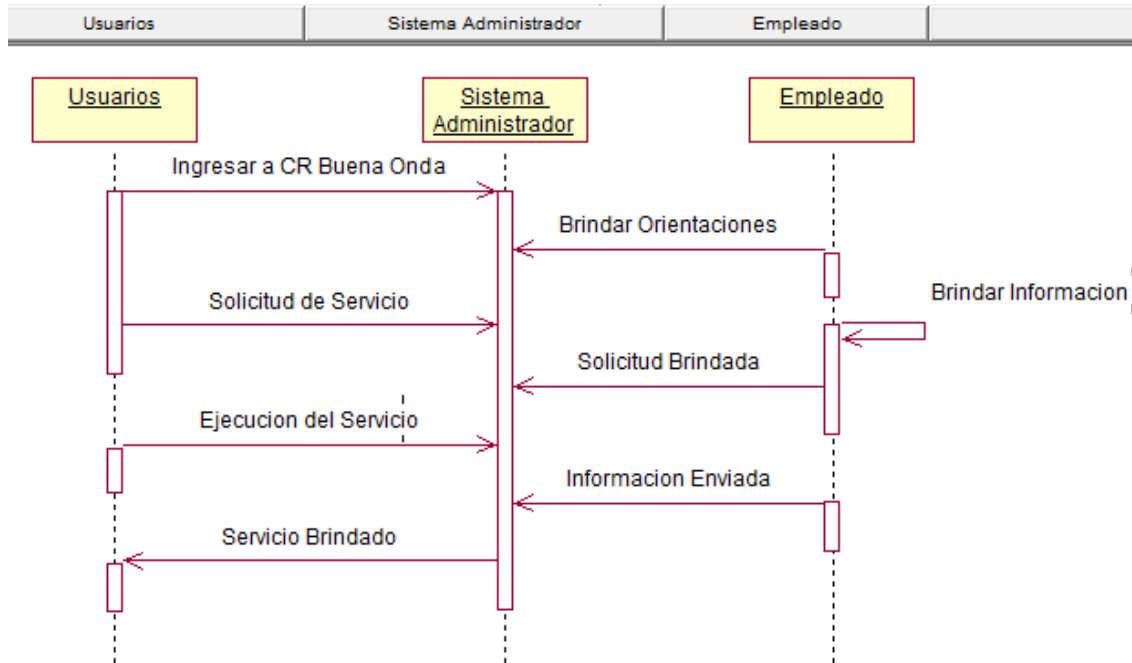 Usuarios
Sistema Administrador
Empleado
Usuarios
Sistema
Administrador
Empleado
Ingresar a CR Buena Onda
Brindar Orientaciones
Brindar Informacion
Solicitud de Servicio
Solicitud Brindada
Ejecucion del Servicio
Informacion Enviada
Servicio Brindado